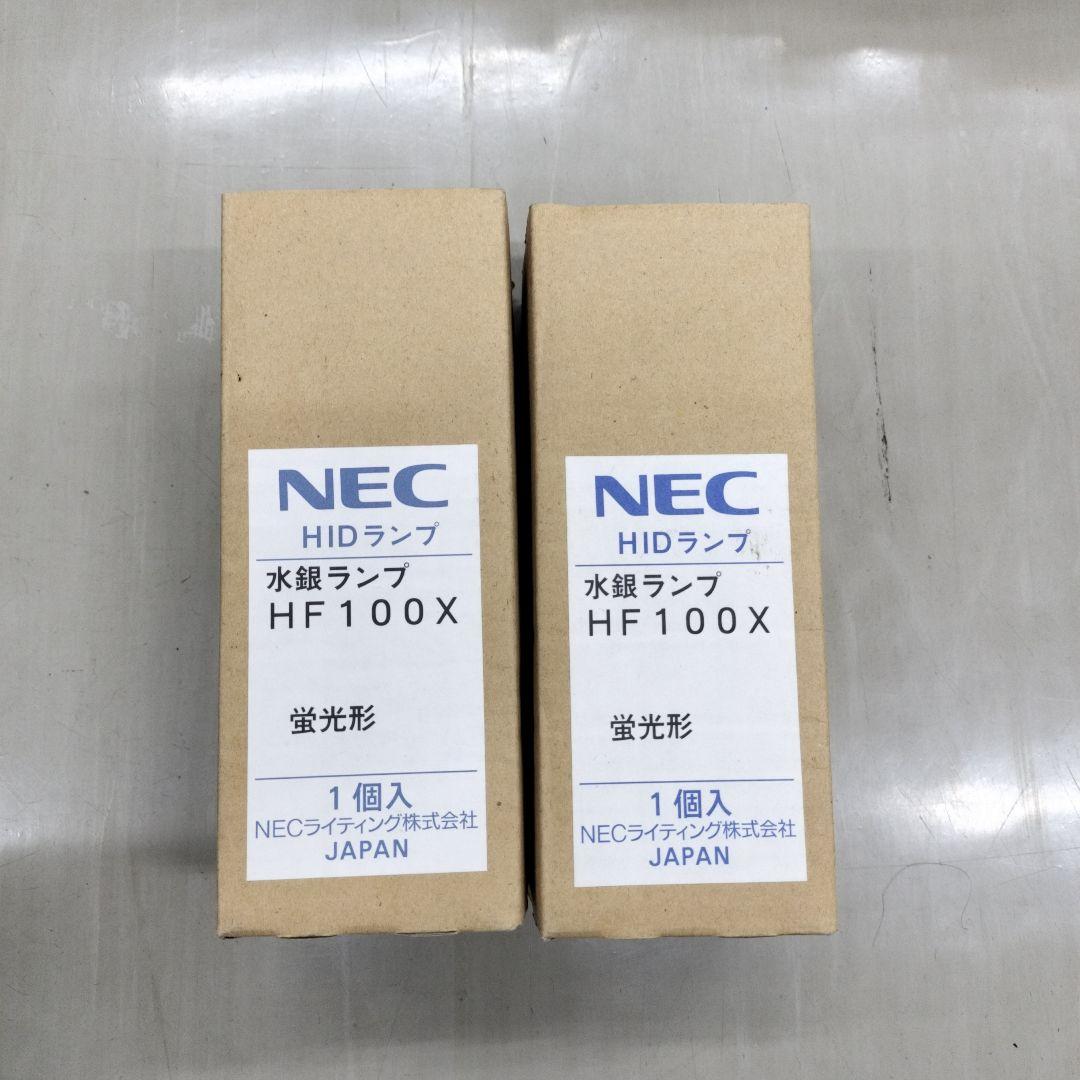 NEC
HIDランプ
水銀ランプ
HF100X
蛍光形
1個入
NECライティング株式会社
JAPAN
NEC
HIDランプ
水銀ランプ
HF100X
蛍光形
1個入
NECライティング株式会社
JAPAN